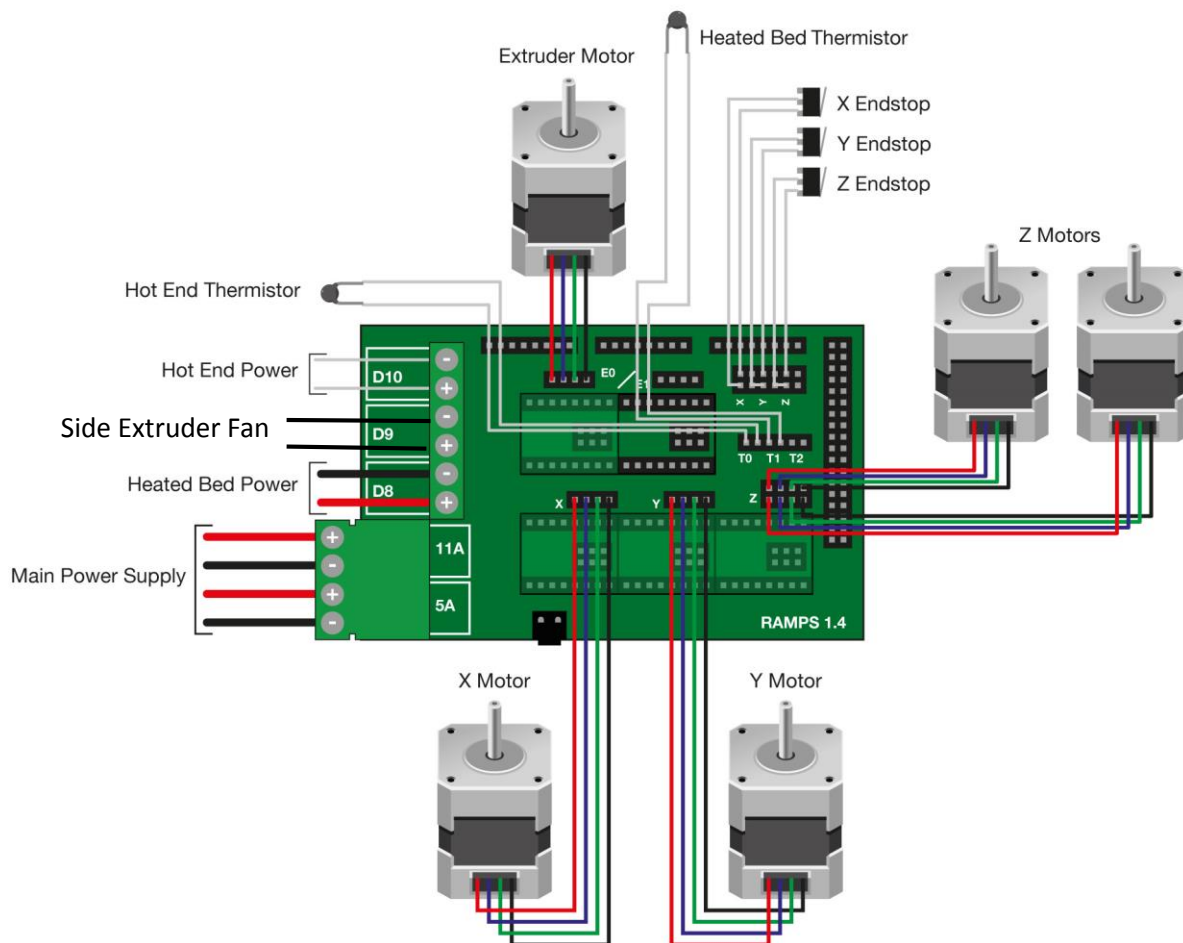 Heated Bed Thermistor
Extruder Motor
X Endstop
Y Endstop
Z Endstop
Z Motors
Hot End Thermistor
Hot End Power
D10
-
+
E0
E1
X
Y
Z
Side Extruder Fan
D9
-
+
T0
T1
T2
Heated Bed Power
D8
-
+
X
Y
Z
Main Power Supply
+
-
+
-
11A
5A
RAMPS 1.4
X Motor
Y Motor